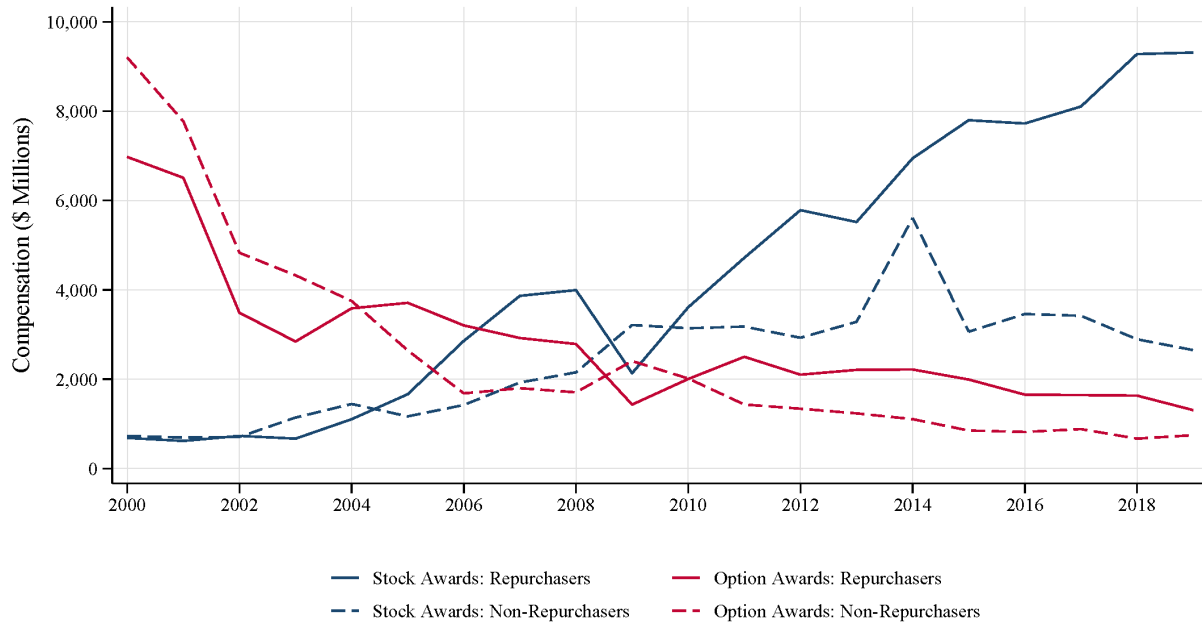 Compensation ($ Millions)
10,000
8,000
6,000
4,000
2,000
0
2000 2002 2004 2006 2008 2010 2012 2014 2016 2018
Stock Awards: Repurchasers Option Awards: Repurchasers
Stock Awards: Non-Repurchasers Option Awards: Non-Repurchasers